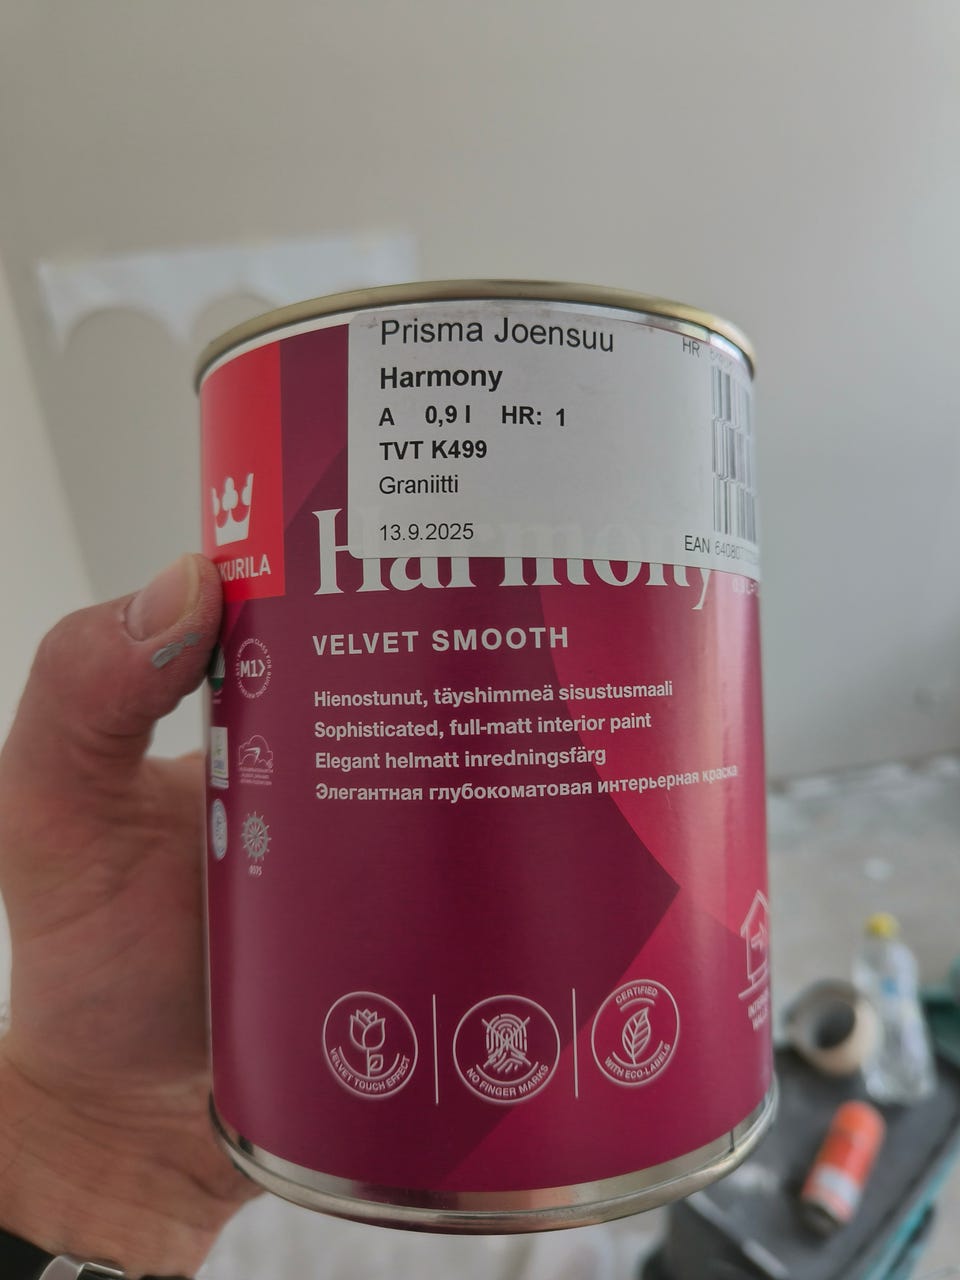 Prisma Joensuu
HR
Harmony
A 0,9 l HR: 1
TVT K499
Graniitti
13.9.2025
EAN
KURILA
Harmony
VELVET SMOOTH
M1
Hienostunut, täyshimmeä sisustusmaali
Sophisticated, full-matt interior paint
Elegant helmatt inredningsfärg
Элегантная глубокоматовая интерьерная краска
VELVET TOUCH EFFECT
NO FINGER MARKS
CERTIFIED
WITH ECO-LABELS